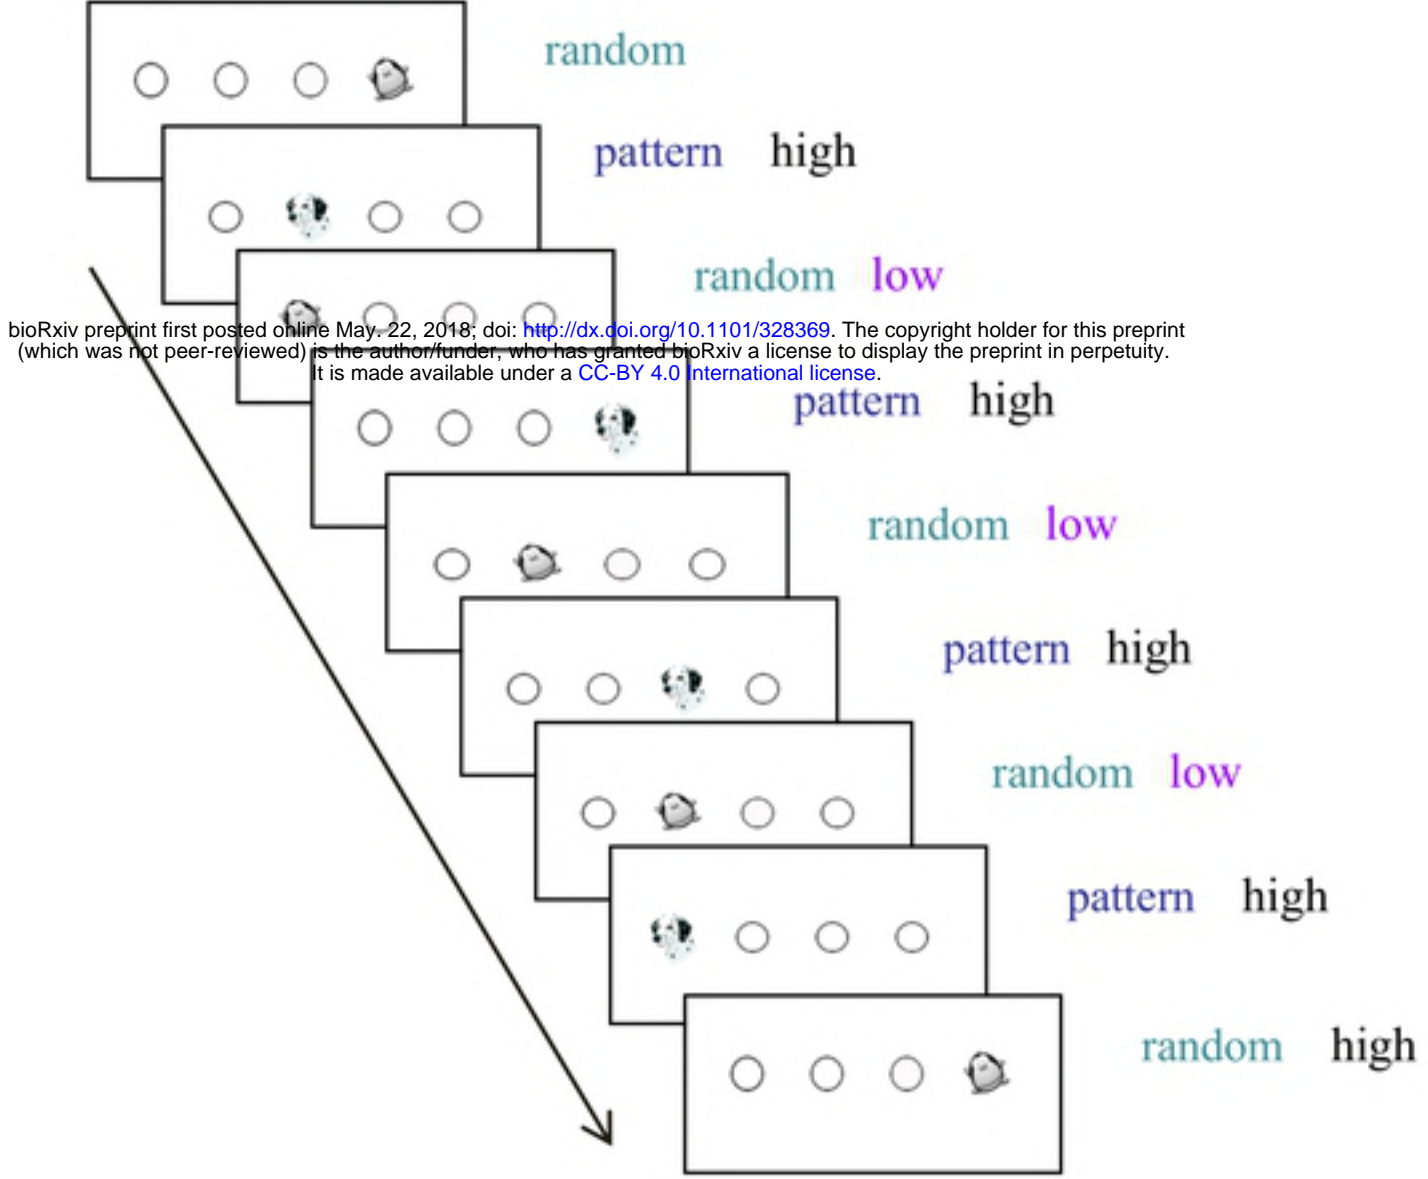 random
pattern high
random low
bioRxiv preprint first posted online May. 22, 2018; doi: http://dx.doi.org/10.1101/328369. The copyright holder for this preprint
(which was not peer-reviewed) is the author/funder, who has granted bioRxiv a license to display the preprint in perpetuity.
It is made available under a CC-BY 4.0 International license.
pattern high
random low
pattern high
random low
pattern high
random high